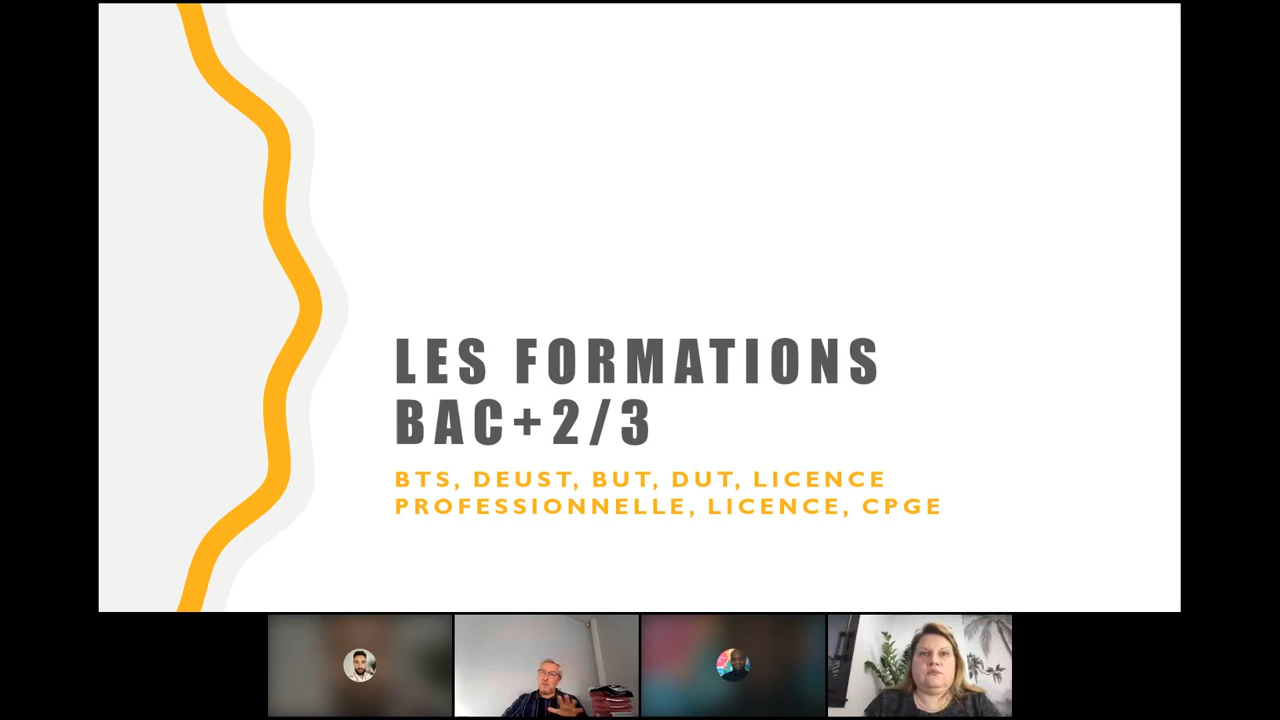 LES FORMATIONS
BAC+2/3
BTS, DEUST, BUT, DUT, LICENCE
PROFESSIONNELLE, LICENCE, CPGE